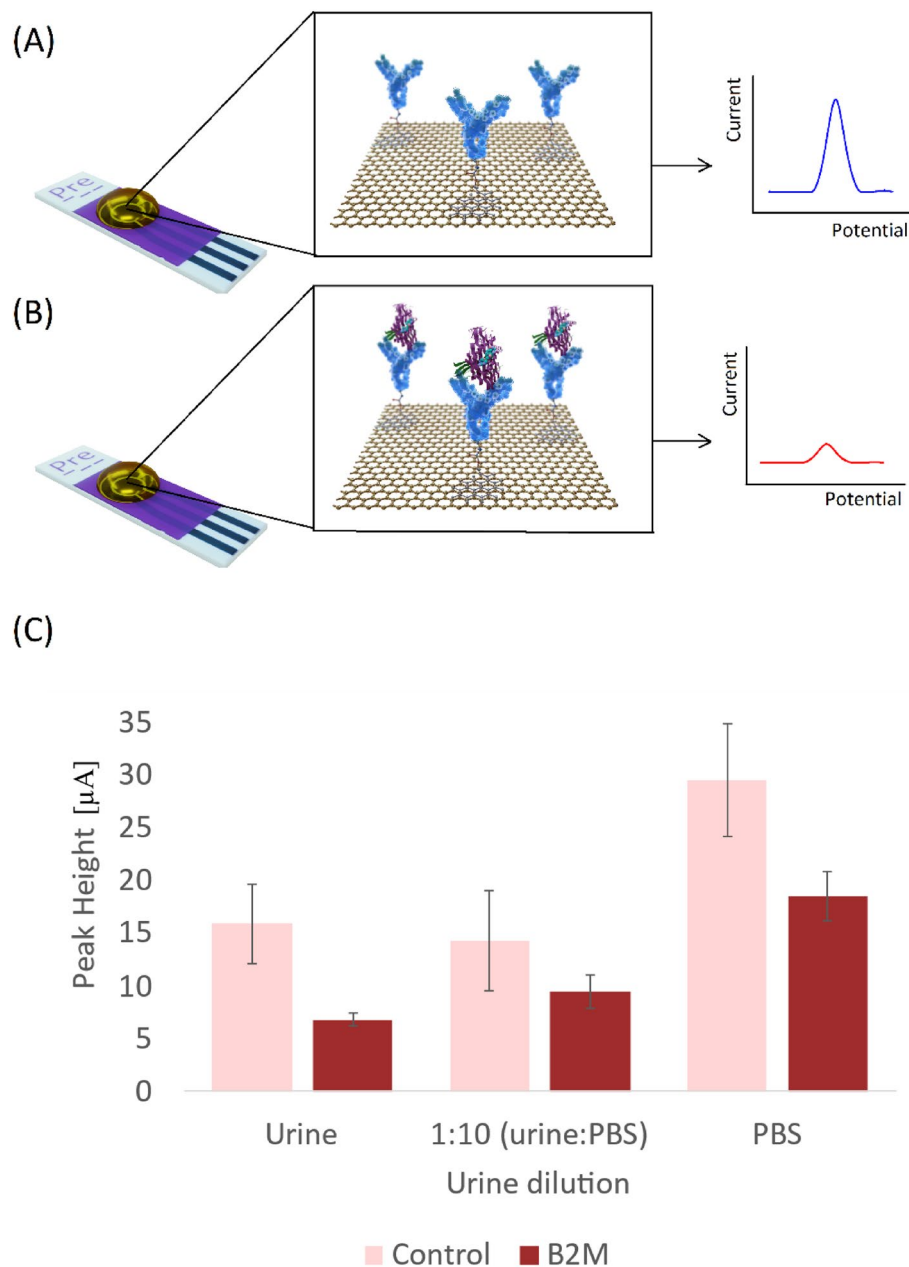 (A)
Pre
Current
Potential
(B)
Pre
Current
Potential
(C)
Peak Height [μA]
35
30
25
20
15
10
5
0
Urine 1:10 (urine:PBS) PBS
Urine dilution
Control B2M